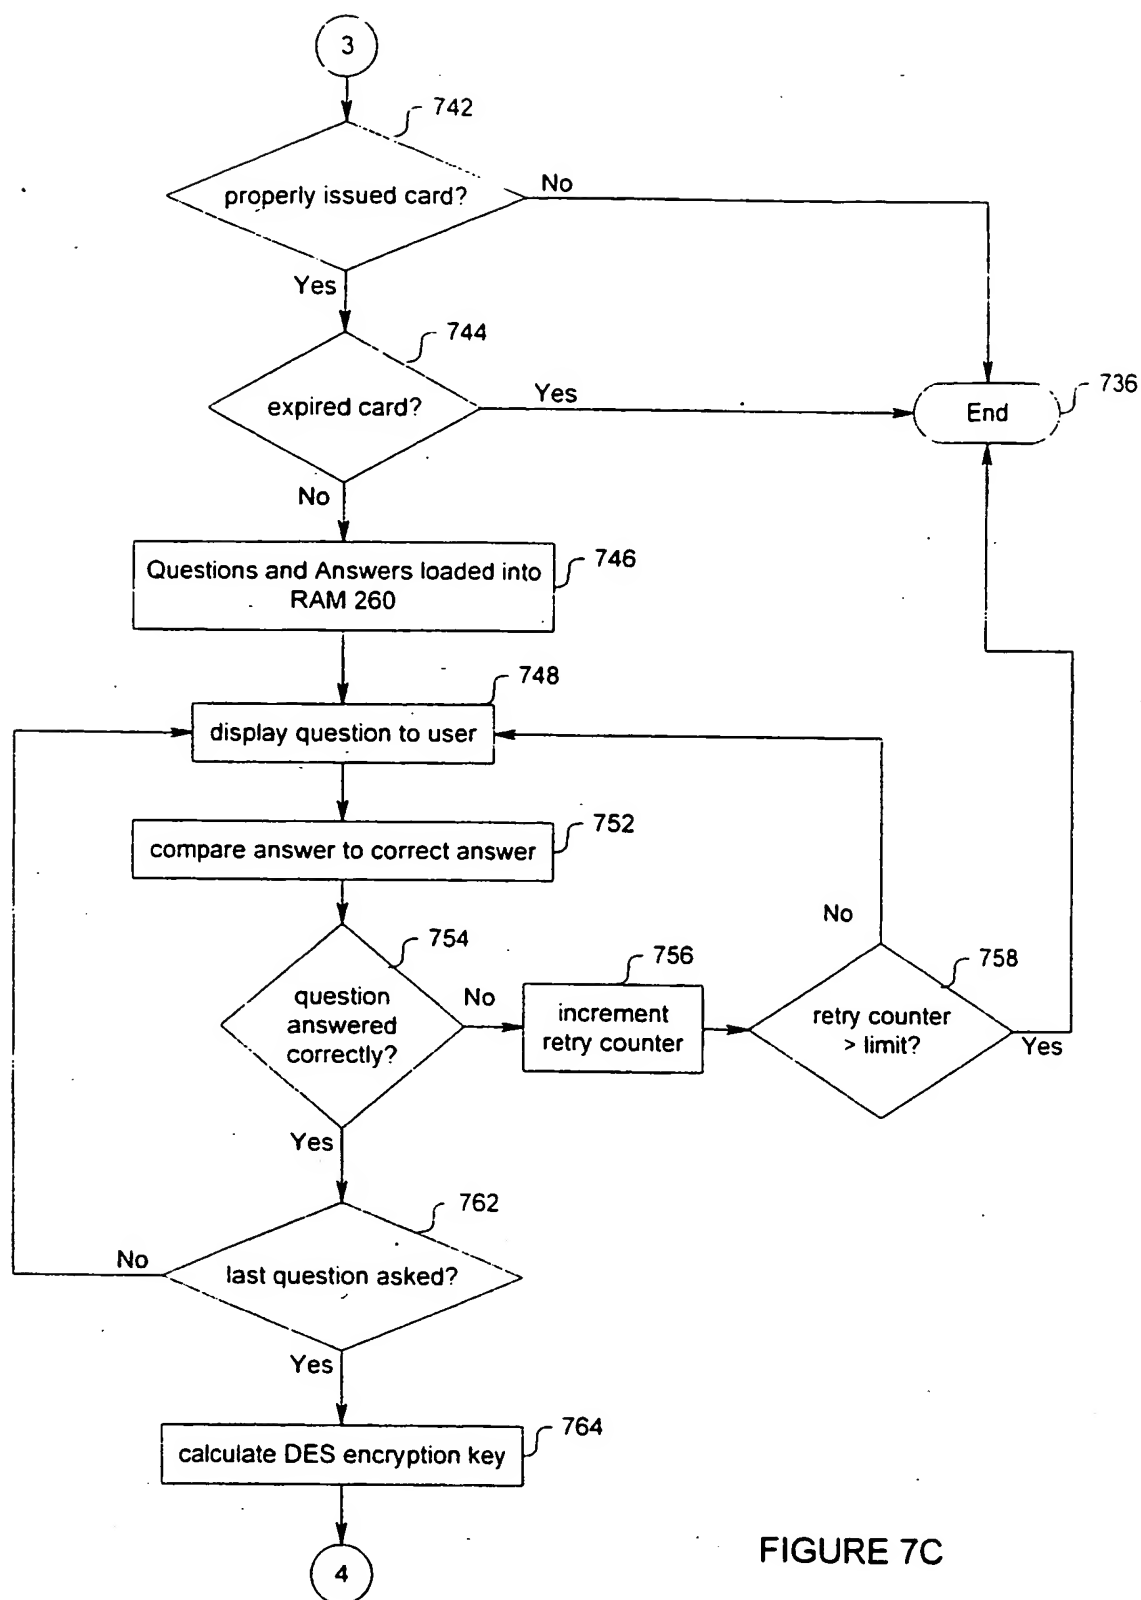 3
742
properly issued card?
No
Yes
744
expired card?
Yes
736
End
No
746
Questions and Answers loaded into
RAM 260
748
display question to user
752
compare answer to correct answer
No
754
756
758
question
answered
correctly?
No
increment
retry counter
retry counter
> limit?
Yes
Yes
762
No
last question asked?
Yes
764
calculate DES encryption key
4
FIGURE 7C